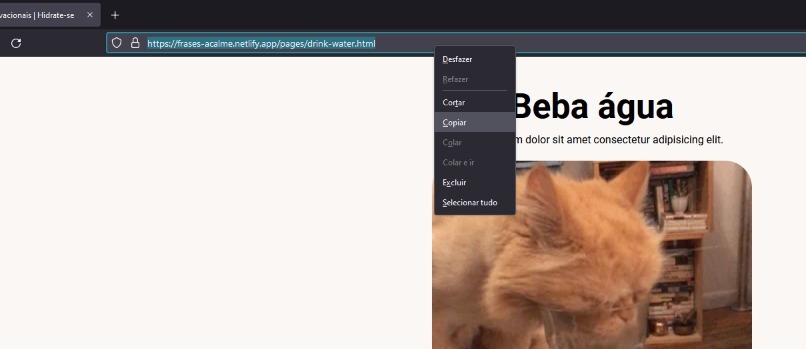 vacionais | Hidrate-se
https://frases-acalme.netlify.app/pages/drink-water.html
Desfazer
Refazer
Cortar
Copiar
Colar
Colar e ir
Excluir
Selecionar tudo
Beba água
m dolor sit amet consectetur adipisicing elit.